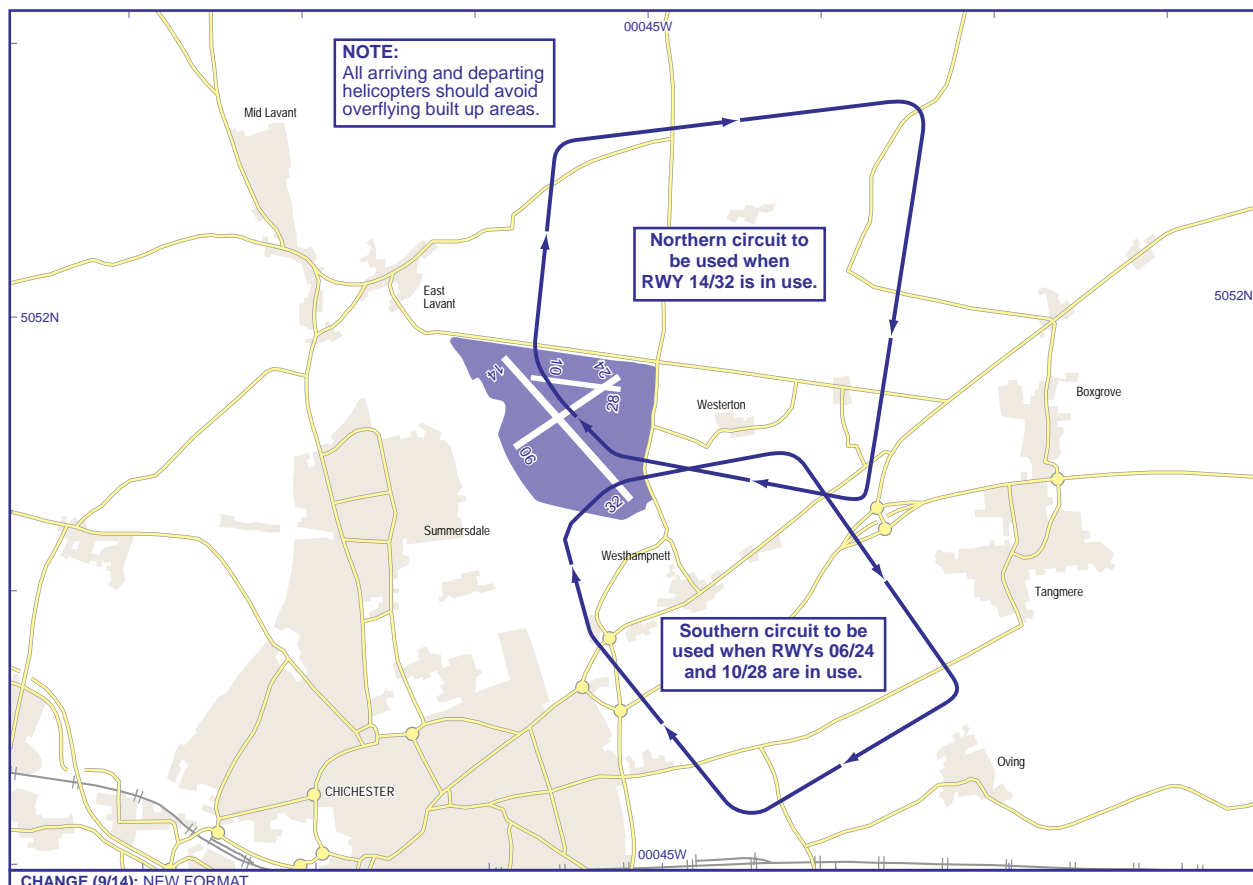 00045W
NOTE:
All arriving and departing
helicopters should avoid
overflying built up areas.
Mid Lavant
Northern circuit to
be used when
RWY 14/32 is in use.
East
Lavant
5052N
5052N
14
10
24
28
06
32
Westerton
Boxgrove
Summersdale
Westhampnett
Tangmere
Southern circuit to be
used when RWYs 06/24
and 10/28 are in use.
Oving
CHICHESTER
00045W
CHANGE (9/14): NEW FORMAT